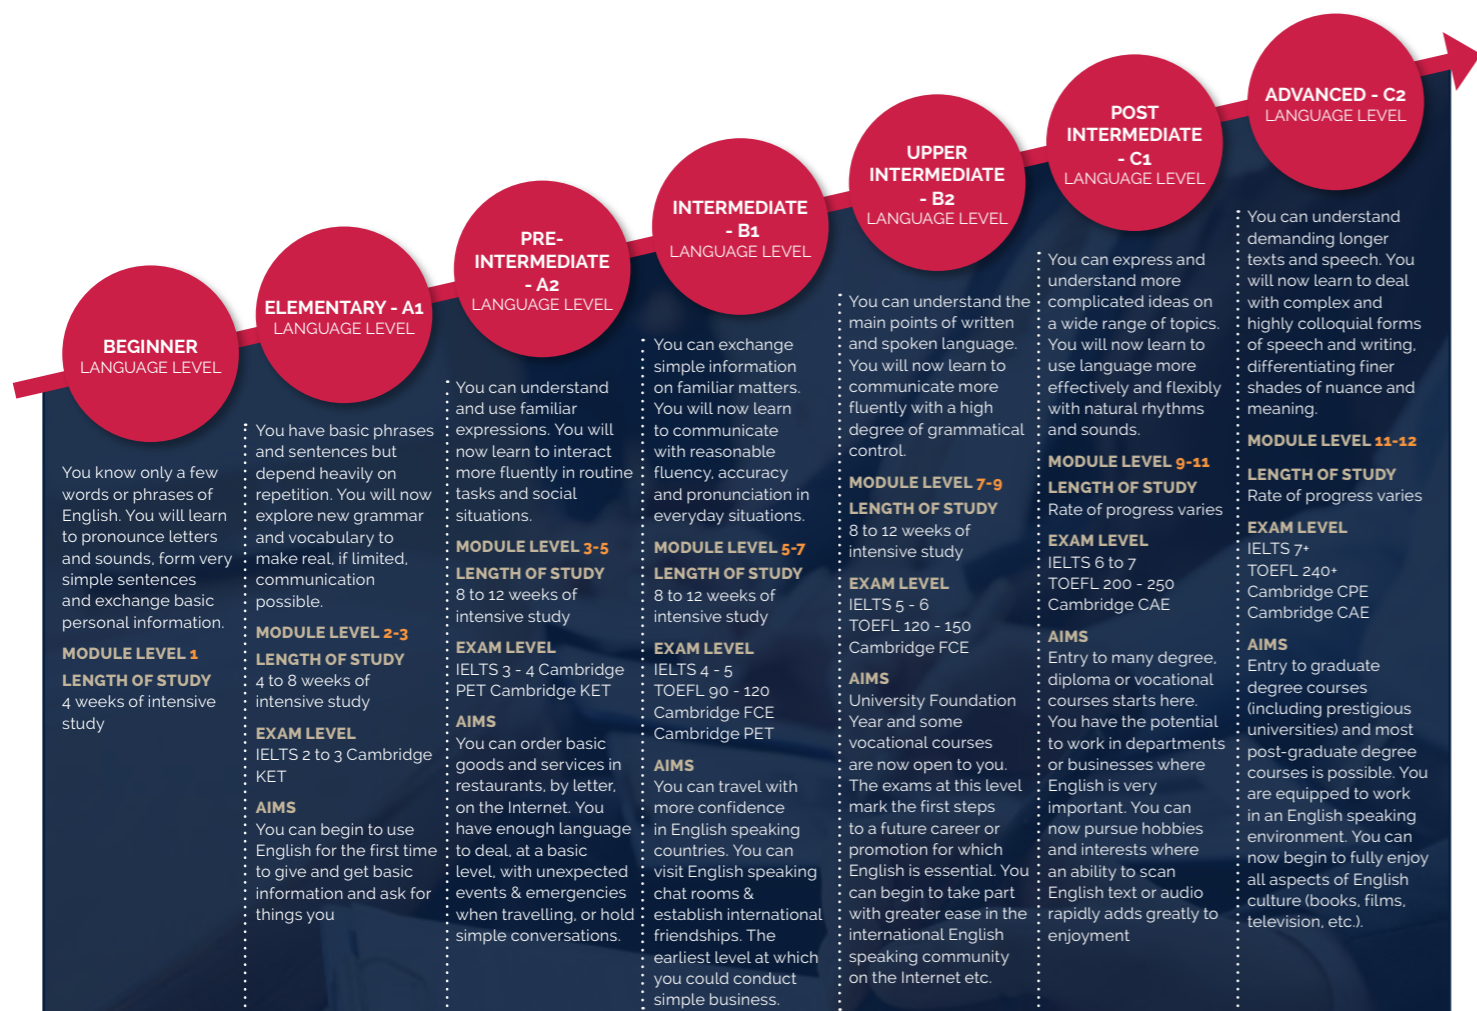 BEGINNER
LANGUAGE LEVEL
You know only a few
words or phrases of
English. You will learn
to pronounce letters
and sounds, form very
simple sentences
and exchange basic
personal information.
MODULE LEVEL 1
LENGTH OF STUDY
4 weeks of intensive
study
ELEMENTARY - A1
LANGUAGE LEVEL
You have basic phrases
and sentences but
depend heavily on
repetition. You will now
explore new grammar
and vocabulary to
make real, if limited,
communication
possible.
MODULE LEVEL 2-3
LENGTH OF STUDY
4 to 8 weeks of
intensive study
EXAM LEVEL
IELTS 2 to 3 Cambridge
KET
AIMS
You can begin to use
English for the first time
to give and get basic
information and ask for
things you
PRE-
INTERMEDIATE
- A2
LANGUAGE LEVEL
You can understand
and use familiar
expressions. You will
now learn to interact
more fluently in routine
tasks and social
situations.
MODULE LEVEL 3-5
LENGTH OF STUDY
8 to 12 weeks of
intensive study
EXAM LEVEL
IELTS 3 - 4 Cambridge
PET Cambridge KET
AIMS
You can order basic
goods and services in
restaurants, by letter,
on the Internet. You
have enough language
to deal, at a basic
level, with unexpected
events & emergencies
when travelling, or hold
simple conversations.
INTERMEDIATE
- B1
LANGUAGE LEVEL
You can exchange
simple information
on familiar matters.
You will now learn
to communicate
with reasonable
fluency, accuracy
and pronunciation in
everyday situations.
MODULE LEVEL 5-7
LENGTH OF STUDY
8 to 12 weeks of
intensive study
EXAM LEVEL
IELTS 4 - 5
TOEFL 90 - 120
Cambridge FCE
Cambridge PET
AIMS
You can travel with
more confidence
in English speaking
countries. You can
visit English speaking
chat rooms &
establish international
friendships. The
earliest level at which
you could conduct
simple business.
UPPER
INTERMEDIATE
- B2
LANGUAGE LEVEL
You can understand the
main points of written
and spoken language.
You will now learn to
communicate more
fluently with a high
degree of grammatical
control.
MODULE LEVEL 7-9
LENGTH OF STUDY
8 to 12 weeks of
intensive study
EXAM LEVEL
IELTS 5 - 6
TOEFL 120 - 150
Cambridge FCE
AIMS
University Foundation
Year and some
vocational courses
are now open to you.
The exams at this level
mark the first steps
to a future career or
promotion for which
English is essential. You
can begin to take part
with greater ease in the
international English
speaking community
on the Internet etc.
POST
INTERMEDIATE
- C1
LANGUAGE LEVEL
You can express and
understand more
complicated ideas on
a wide range of topics.
You will now learn to
use language more
effectively and flexibly
with natural rhythms
and sounds.
MODULE LEVEL 9-11
LENGTH OF STUDY
Rate of progress varies
EXAM LEVEL
IELTS 6 to 7
TOEFL 200 - 250
Cambridge CAE
AIMS
Entry to many degree,
diploma or vocational
courses starts here.
You have the potential
to work in departments
or businesses where
English is very
important. You can
now pursue hobbies
and interests where
an ability to scan
English text or audio
rapidly adds greatly to
enjoyment
ADVANCED - C2
LANGUAGE LEVEL
You can understand
demanding longer
texts and speech. You
will now learn to deal
with complex and
highly colloquial forms
of speech and writing,
differentiating finer
shades of nuance and
meaning.
MODULE LEVEL 11-12
LENGTH OF STUDY
Rate of progress varies
EXAM LEVEL
IELTS 7+
TOEFL 240+
Cambridge CPE
Cambridge CAE
AIMS
Entry to graduate
degree courses
(including prestigious
universities) and most
post-graduate degree
courses is possible. You
are equipped to work
in an English speaking
environment. You can
now begin to fully enjoy
all aspects of English
culture (books, films,
television, etc.).